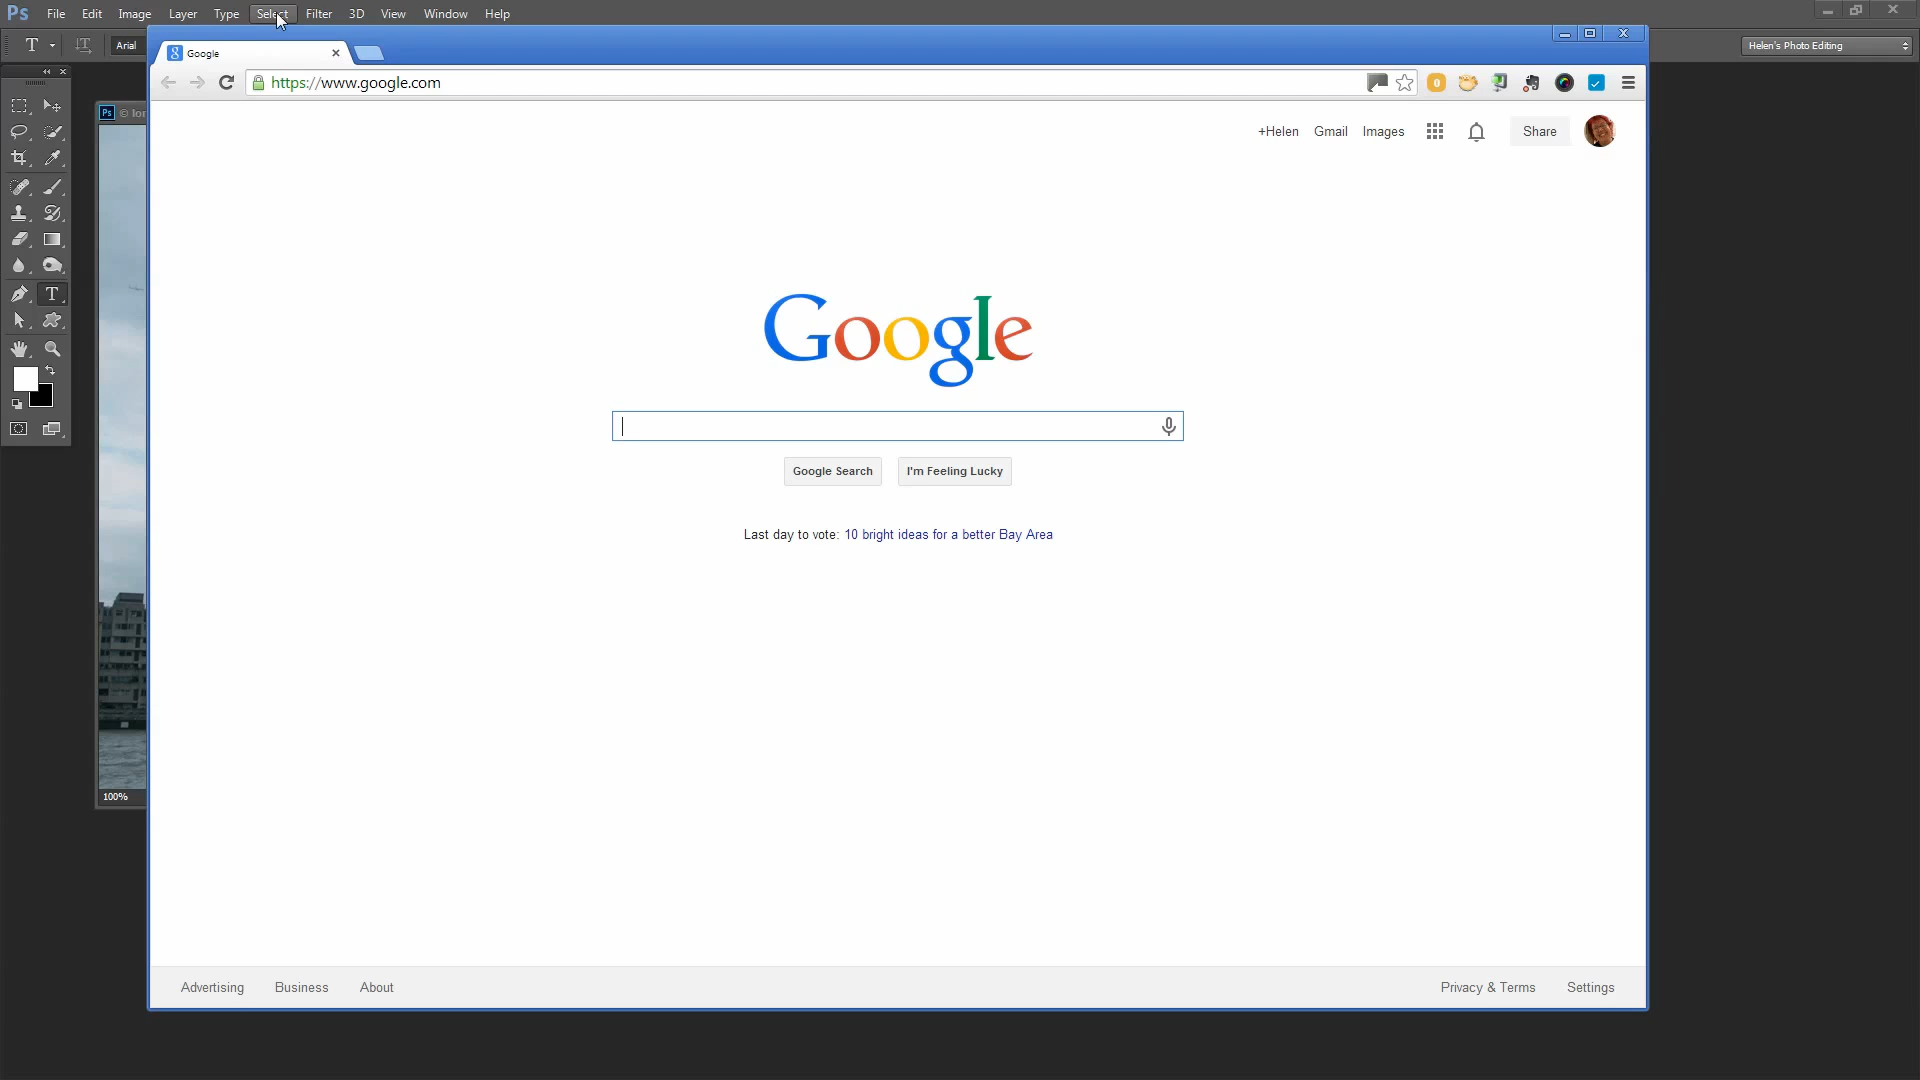 Ps File Edit Image Layer Type Select Filter 3D View Window Help
T Arial
Helen's Photo Editing
Google
https://www.google.com
Ps ©
+Helen Gmail Images Share
Google
Google Search I'm Feeling Lucky
Last day to vote: 10 bright ideas for a better Bay Area
100%
Advertising Business About Privacy & Terms Settings